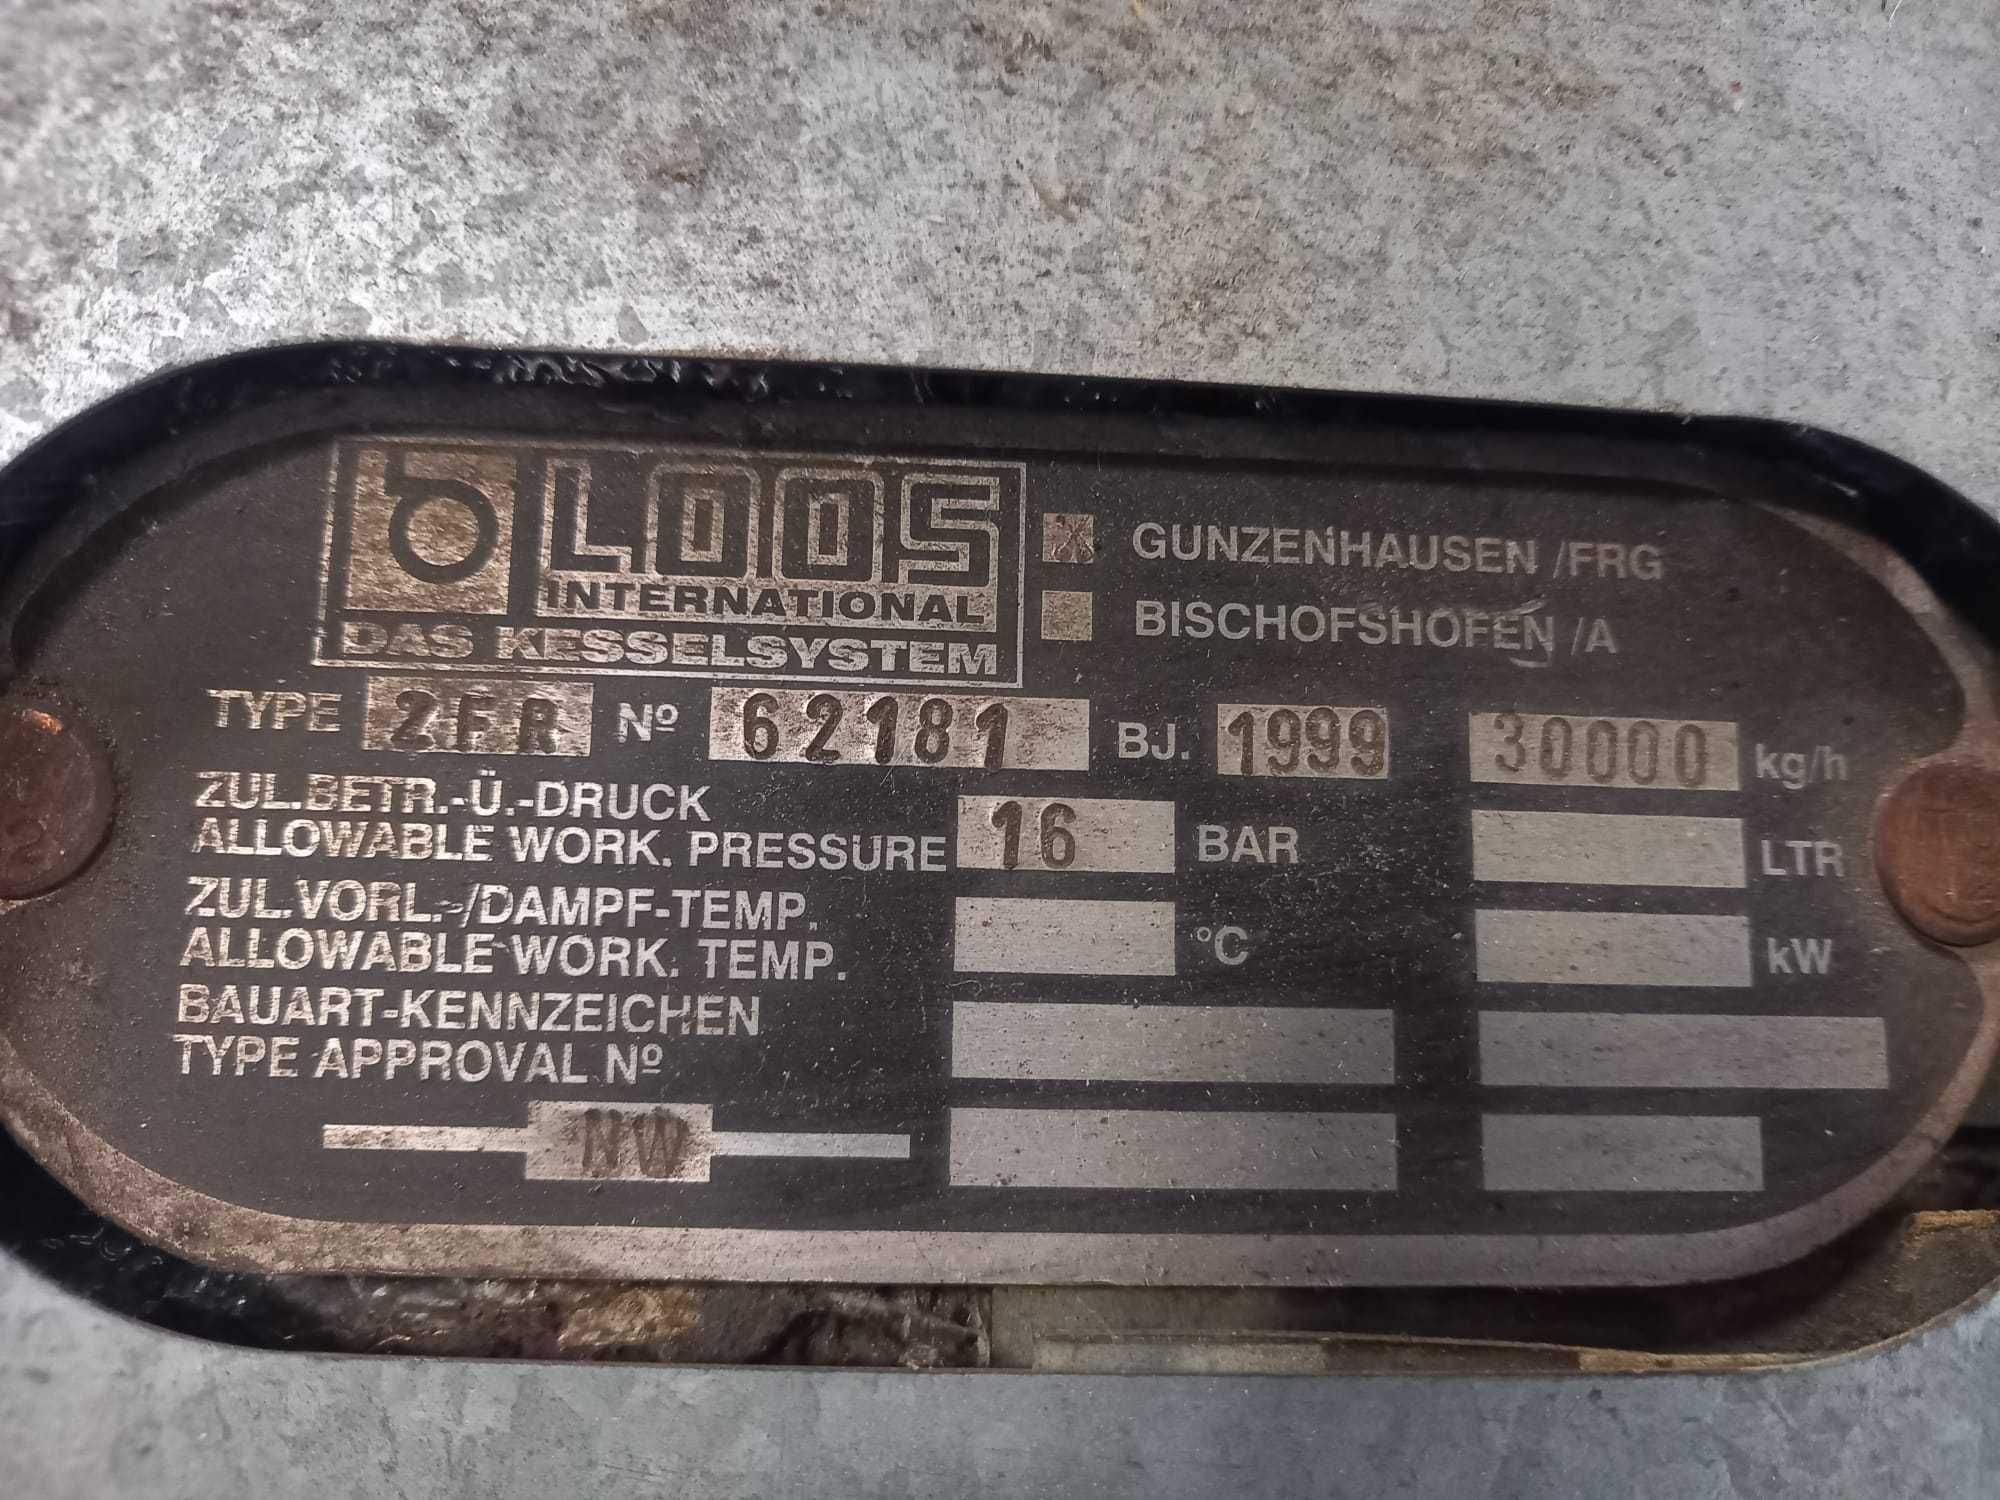 LOOS
INTERNATIONAL
DAS KESSELSYSTEM
X GUNZENHAUSEN /FRG
BISCHOFSHOFEN /A
TYPE 2FR Nº 62181 BJ. 1999 30000 kg/h
ZUL.BETR.-Ü.-DRUCK
ALLOWABLE WORK. PRESSURE 16 BAR LTR
ZUL.VORL.-/DAMPF-TEMP.
ALLOWABLE WORK. TEMP. °C kW
BAUART-KENNZEICHEN
TYPE APPROVAL Nº
NW